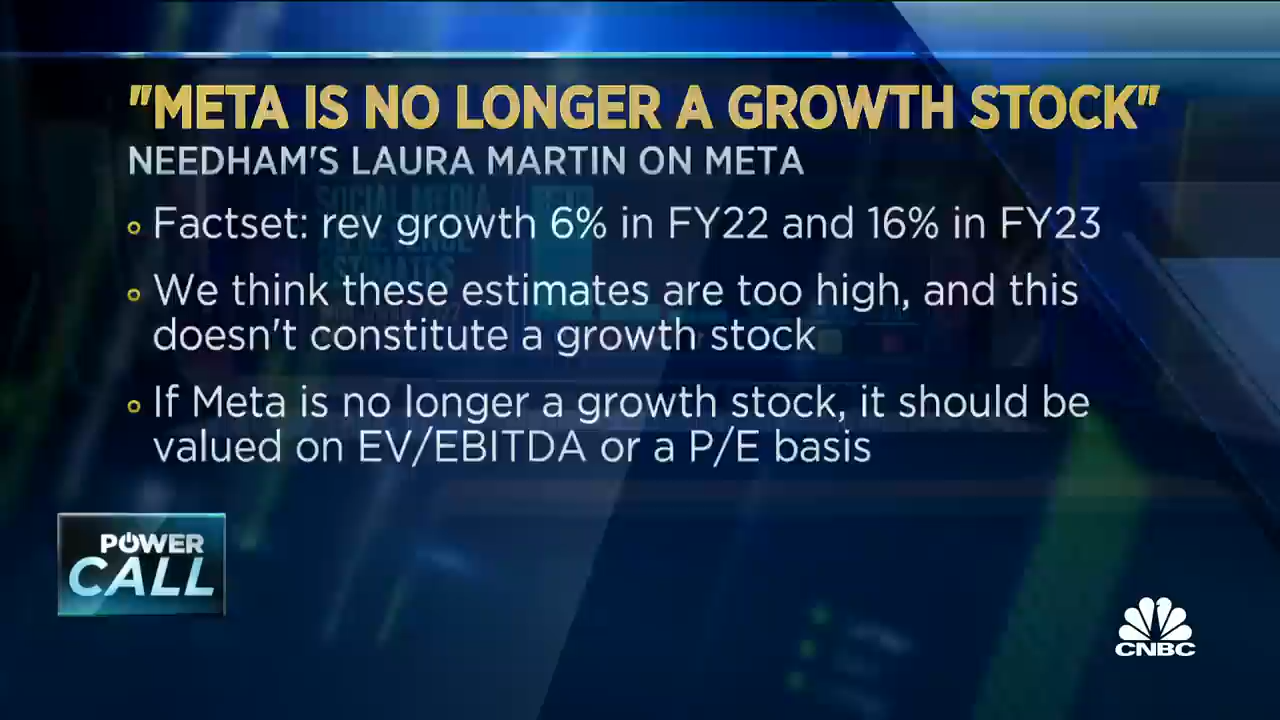 "META IS NO LONGER A GROWTH STOCK"
NEEDHAM'S LAURA MARTIN ON META
Factset: rev growth 6% in FY22 and 16% in FY23
We think these estimates are too high, and this
doesn't constitute a growth stock
If Meta is no longer a growth stock, it should be
valued on EV/EBITDA or a P/E basis
POWER
CALL
CNBC